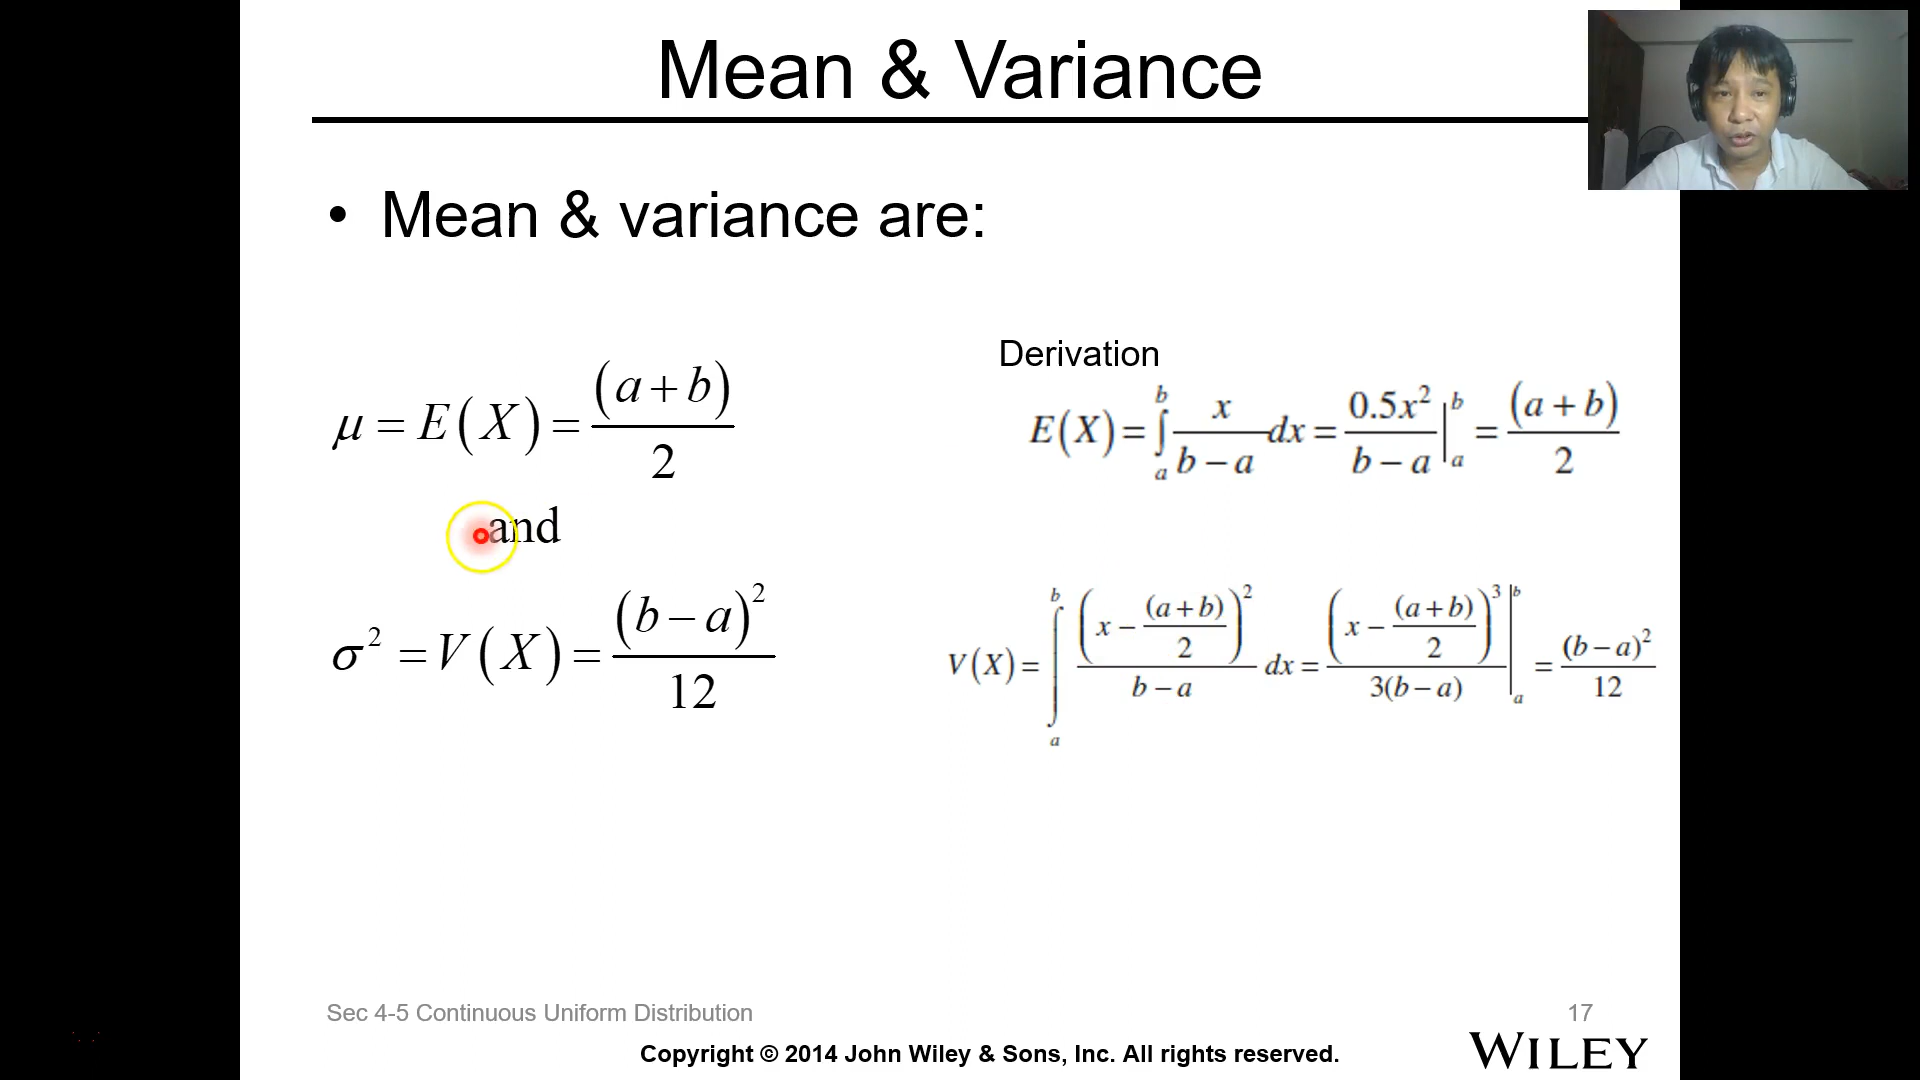 Mean & Variance
• Mean & variance are:
μ = E(X) = (a + b) / 2
and
σ² = V(X) = (b − a)² / 12
Derivation
E(X) = ∫ₐᵇ x / (b − a) dx = 0.5x² / (b − a) |ₐᵇ = (a + b) / 2
V(X) = ∫ₐᵇ (x − (a + b) / 2)² / (b − a) dx = (x − (a + b) / 2)³ / 3(b − a) |ₐᵇ = (b − a)² / 12
Sec 4-5 Continuous Uniform Distribution
17
Copyright © 2014 John Wiley & Sons, Inc. All rights reserved.
WILEY